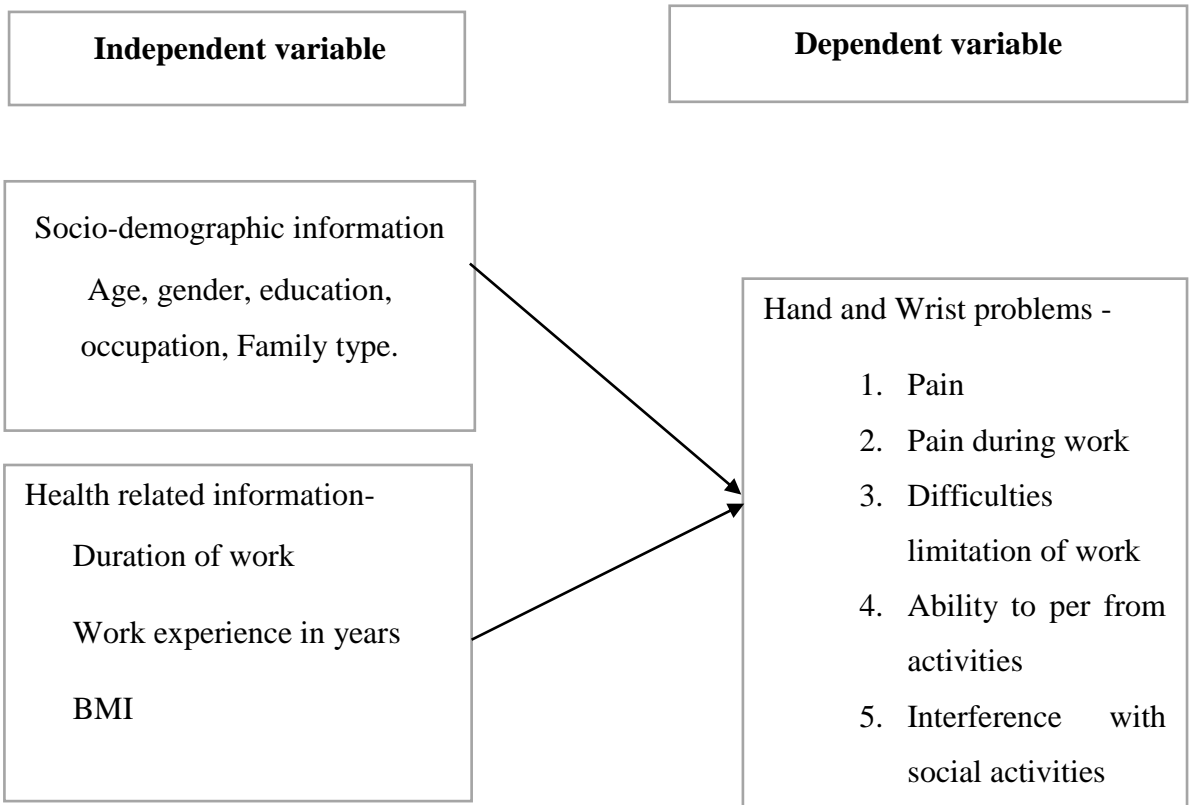 Independent variable
Dependent variable
Socio-demographic information
Age, gender, education,
occupation, Family type.
Health related information-
Duration of work
Work experience in years
BMI
Hand and Wrist problems -
1. Pain
2. Pain during work
3. Difficulties
limitation of work
4. Ability to per from
activities
5. Interference with
social activities